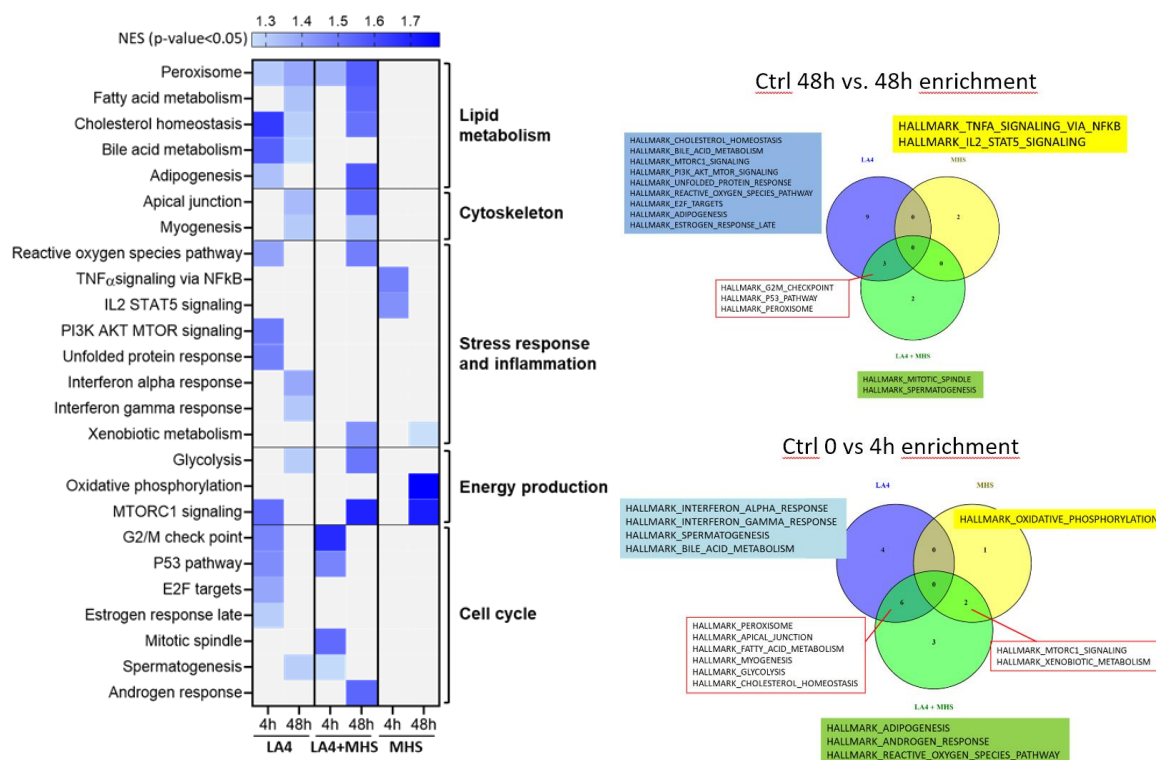 1.3 1.4 1.5 1.6 1.7
NES (p-value<0.05)
Peroxisome
Fatty acid metabolism
Cholesterol homeostasis
Bile acid metabolism
Adipogenesis
Lipid
metabolism
Apical junction
Myogenesis
Cytoskeleton
Reactive oxygen species pathway
TNFαsignaling via NFkB
IL2 STAT5 signaling
PI3K AKT MTOR signaling
Unfolded protein response
Interferon alpha response
Interferon gamma response
Xenobiotic metabolism
Stress response
and inflammation
Glycolysis
Oxidative phosphorylation
MTORC1 signaling
Energy production
G2/M check point
P53 pathway
E2F targets
Estrogen response late
Mitotic spindle
Spermatogenesis
Androgen response
Cell cycle
4h 48h 4h 48h 4h 48h
LA4 LA4+MHS MHS
Ctrl 48h vs. 48h enrichment
HALLMARK_CHOLESTEROL_HOMEOSTASIS
HALLMARK_BILE_ACID_METABOLISM
HALLMARK_MTORC1_SIGNALING
HALLMARK_PI3K_AKT_MTOR_SIGNALING
HALLMARK_UNFOLDED_PROTEIN_RESPONSE
HALLMARK_REACTIVE_OXYGEN_SPECIES_PATHWAY
HALLMARK_E2F_TARGETS
HALLMARK_ADIPOGENESIS
HALLMARK_ESTROGEN_RESPONSE_LATE
HALLMARK_TNFA_SIGNALING_VIA_NFKB
HALLMARK_IL2_STAT5_SIGNALING
LA4
MHS
9
0
2
0
3
0
2
HALLMARK_G2M_CHECKPOINT
HALLMARK_P53_PATHWAY
HALLMARK_PEROXISOME
LA4 + MHS
HALLMARK_MITOTIC_SPINDLE
HALLMARK_SPERMATOGENESIS
Ctrl 0 vs 4h enrichment
LA4
MHS
HALLMARK_INTERFERON_ALPHA_RESPONSE
HALLMARK_INTERFERON_GAMMA_RESPONSE
HALLMARK_SPERMATOGENESIS
HALLMARK_BILE_ACID_METABOLISM
HALLMARK_OXIDATIVE_PHOSPHORYLATION
4
0
1
0
6
2
3
HALLMARK_PEROXISOME
HALLMARK_APICAL_JUNCTION
HALLMARK_FATTY_ACID_METABOLISM
HALLMARK_MYOGENESIS
HALLMARK_GLYCOLYSIS
HALLMARK_CHOLESTEROL_HOMEOSTASIS
HALLMARK_MTORC1_SIGNALING
HALLMARK_XENOBIOTIC_METABOLISM
LA4 + MHS
HALLMARK_ADIPOGENESIS
HALLMARK_ANDROGEN_RESPONSE
HALLMARK_REACTIVE_OXYGEN_SPECIES_PATHWAY